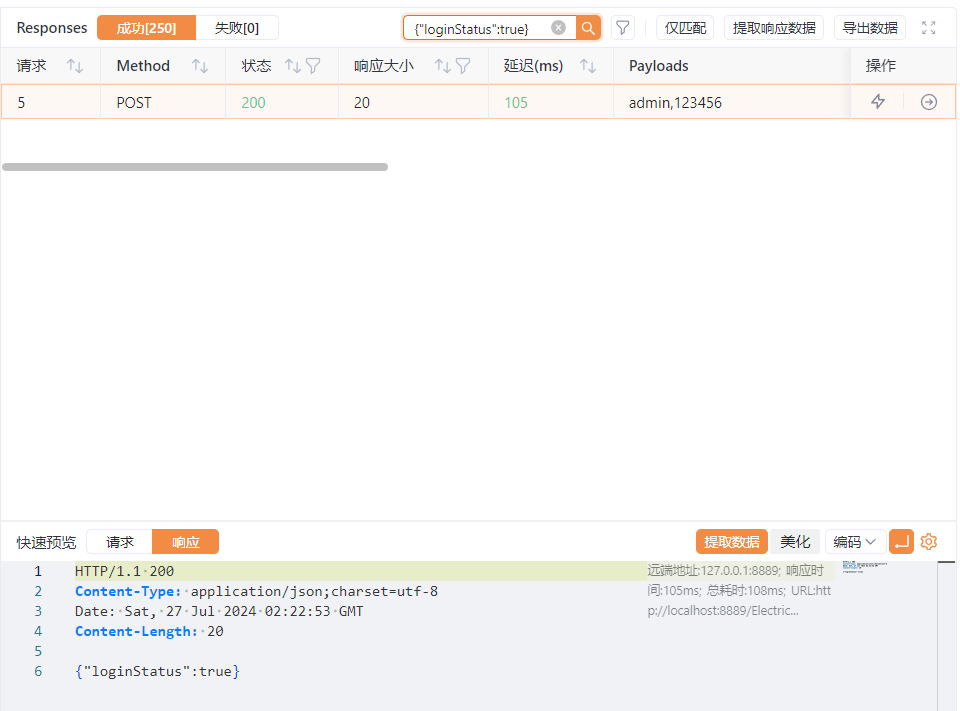 Responses 成功[250] 失败[0] {"loginStatus":true} 仅匹配 提取响应数据 导出数据
请求 Method 状态 响应大小 延迟(ms) Payloads 操作
5 POST 200 20 105 admin,123456
快速预览 请求 响应 提取数据 美化 编码
1 HTTP/1.1·200
2 Content-Type:·application/json;charset=utf-8
3 Date:·Sat,·27·Jul·2024·02:22:53·GMT
4 Content-Length:·20
5
6 {"loginStatus":true}
远端地址:127.0.0.1:8889; 响应时
间:105ms; 总耗时:108ms; URL:htt
p://localhost:8889/Electric...